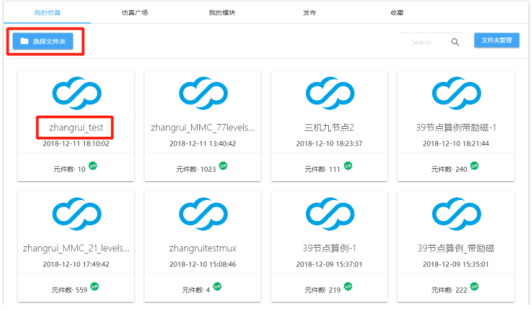 我的仿真 仿真广场 我的模块 发布 收藏
选择文件夹 Search 文件夹管理
zhangrui_test zhangrui_MMC_77levels... 三机九节点2 39节点算例带励磁-1
2018-12-11 18:10:02 2018-12-11 13:40:42 2018-12-10 18:23:37 2018-12-10 18:21:44
元件数: 10 元件数: 1023 元件数: 111 元件数: 240
zhangrui_MMC_21_levels... zhangruitestmux 39节点算例-1 39节点算例_带励磁
2018-12-10 17:49:42 2018-12-10 15:08:46 2018-12-09 15:37:01 2018-12-09 15:35:01
元件数: 559 元件数: 4 元件数: 219 元件数: 222